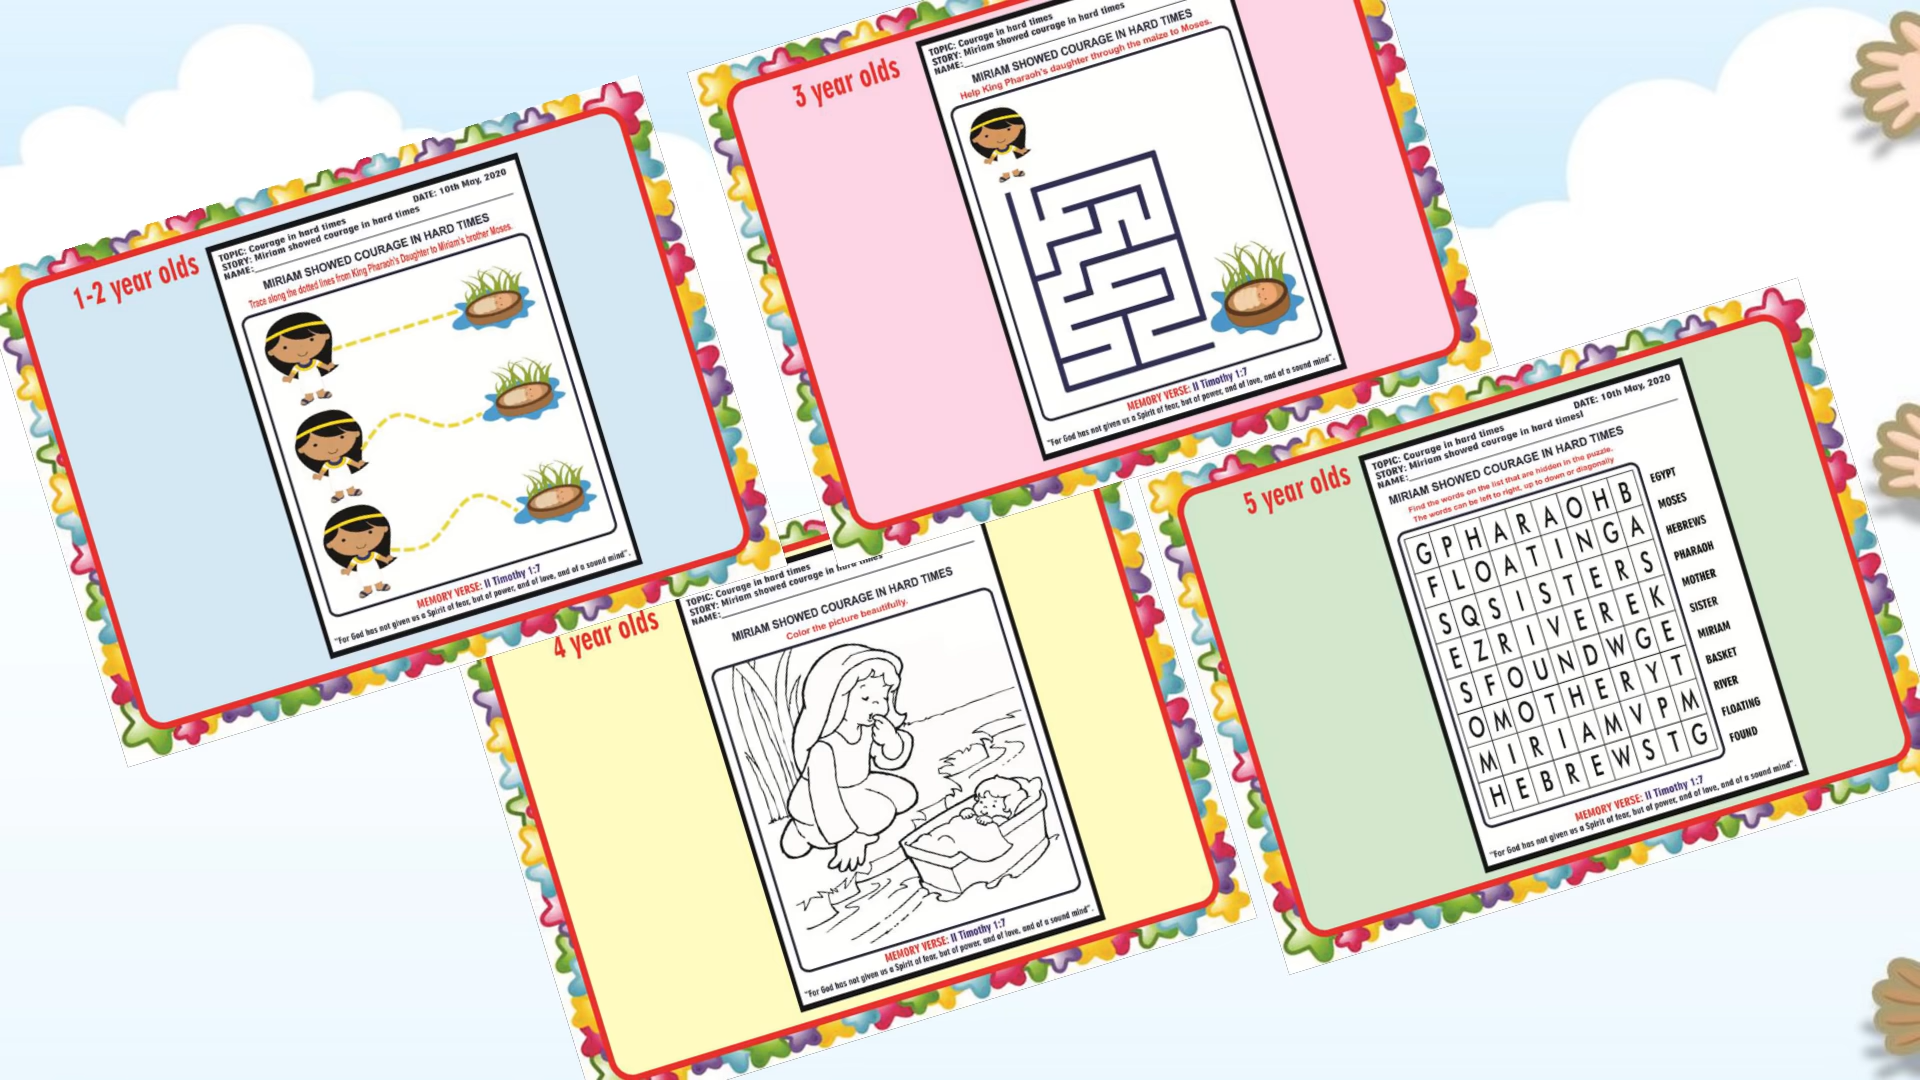 1-2 year olds
DATE: 10th May, 2020
TOPIC: Courage in hard times
STORY: Miriam showed courage in hard times
NAME:
MIRIAM SHOWED COURAGE IN HARD TIMES
Trace along the dotted lines from King Pharaoh's Daughter to Miriam's brother Moses.
MEMORY VERSE: II Timothy 1:7
"For God has not given us a Spirit of fear, but of power, and of love, and of a sound mind".
3 year olds
TOPIC: Courage in hard times
STORY: Miriam showed courage in hard times
NAME:
MIRIAM SHOWED COURAGE IN HARD TIMES
Help King Pharaoh's daughter through the maize to Moses.
MEMORY VERSE: II Timothy 1:7
"For God has not given us a Spirit of fear, but of power, and of love, and of a sound mind".
4 year olds
TOPIC: Courage in hard times
STORY: Miriam showed courage in hard times
NAME:
MIRIAM SHOWED COURAGE IN HARD TIMES
Color the picture beautifully.
MEMORY VERSE: II Timothy 1:7
"For God has not given us a Spirit of fear, but of power, and of love, and of a sound mind".
5 year olds
DATE: 10th May, 2020
TOPIC: Courage in hard times
STORY: Miriam showed courage in hard times!
NAME:
MIRIAM SHOWED COURAGE IN HARD TIMES
Find the words on the list that are hidden in the puzzle.
The words can be left to right, up to down or diagonally
G P H A R A O H B
F L O A T I N G A
S Q S I S T E R S
E Z R I V E R E K
S F O U N D W G E
O M O T H E R Y T
M I R I A M V P M
H E B R E W S T G
EGYPT
MOSES
HEBREWS
PHARAOH
MOTHER
SISTER
MIRIAM
BASKET
RIVER
FLOATING
FOUND
MEMORY VERSE: II Timothy 1:7
"For God has not given us a Spirit of fear, but of power, and of love, and of a sound mind".